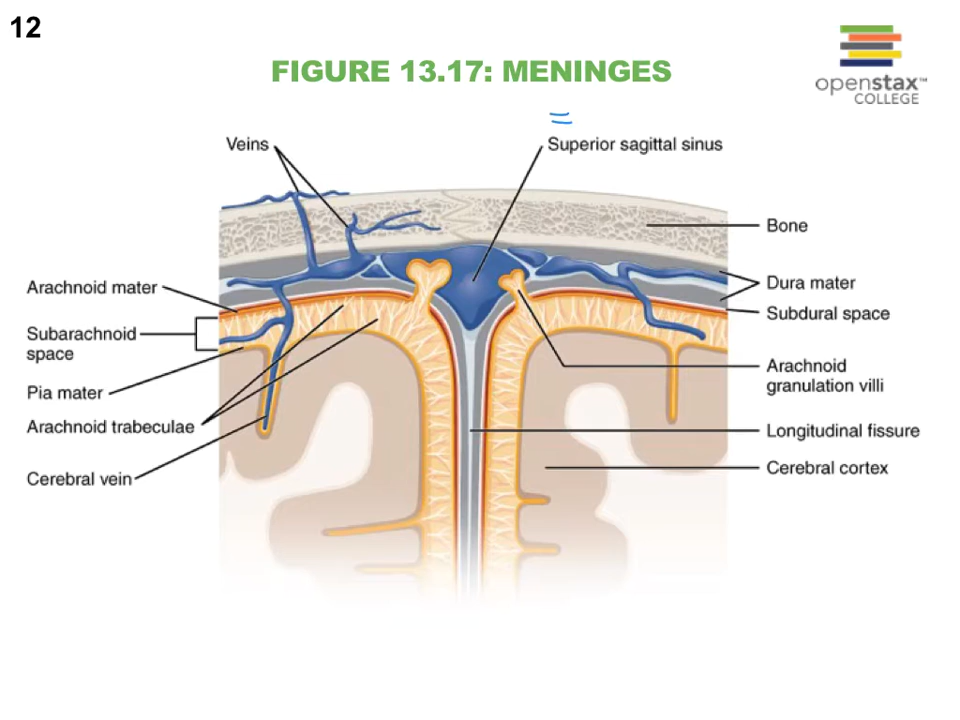 12
FIGURE 13.17: MENINGES
openstax™
COLLEGE
Veins
Superior sagittal sinus
Bone
Arachnoid mater
Dura mater
Subarachnoid
space
Subdural space
Pia mater
Arachnoid
granulation villi
Arachnoid trabeculae
Longitudinal fissure
Cerebral vein
Cerebral cortex